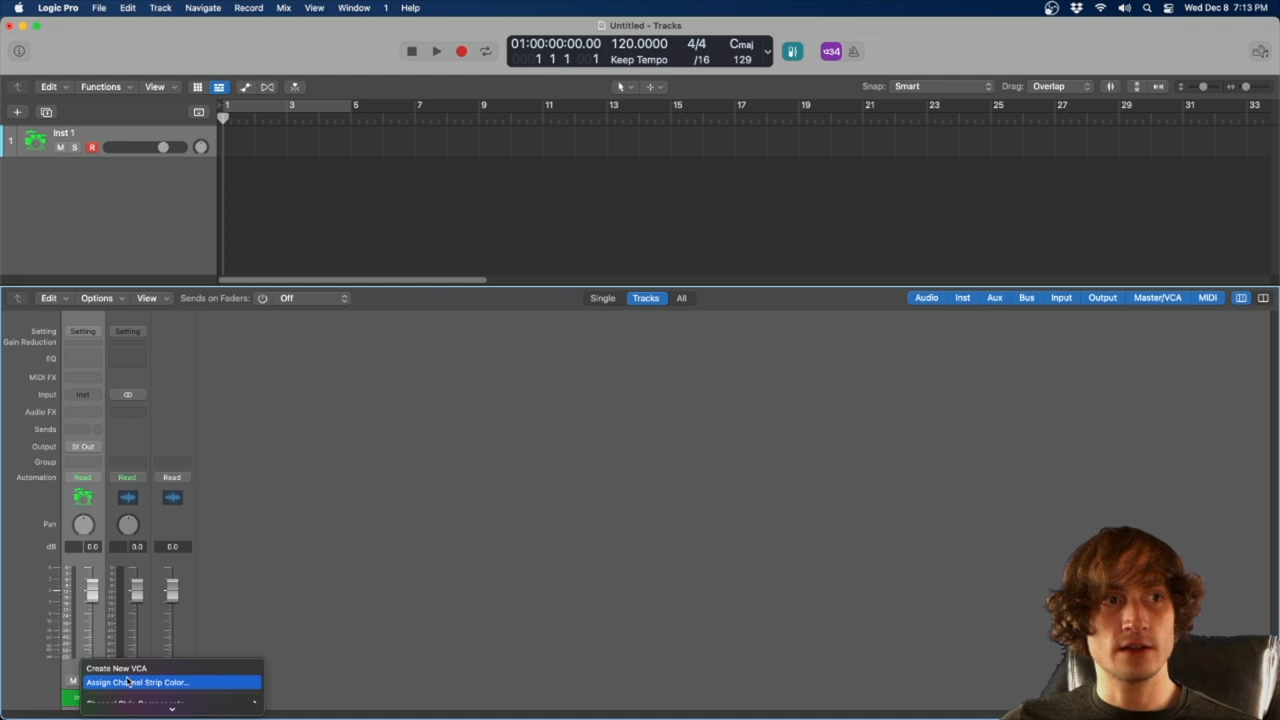 Logic Pro File Edit Track Navigate Record Mix View Window 1 Help Wed Dec 8 7:13 PM
Untitled - Tracks
01:00:00:00.00 120.0000 4/4 Cmaj
1 1 1 1 Keep Tempo /16 129
1234
Edit Functions View Snap: Smart Drag: Overlap
1 3 5 7 9 11 13 15 17 19 21 23 25 27 29 31 33
1 Inst 1
M S R
Edit Options View Sends on Faders: Off Single Tracks All Audio Inst Aux Bus Input Output Master/VCA MIDI
Setting Setting Setting
Gain Reduction
EQ
MIDI FX
Input Inst
Audio FX
Sends
Output St Out
Group
Automation Read Read Read
Pan
dB 0.0 0.0 0.0
Create New VCA
M Assign Channel Strip Color...
Channel Strip Components